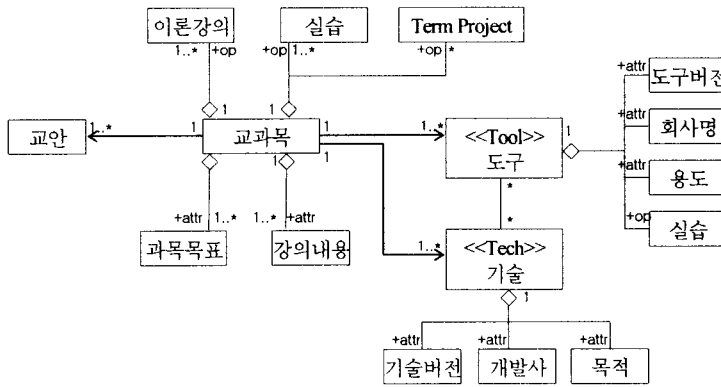 이론강의
실습
Term Project
1..*
+op
+op
1..*
+op
*
+attr
도구버전
1
1
+attr
회사명
교안
1..*
1
교과목
1
1..*
<<Tool>>
도구
1
1
1
1
+attr
용도
*
+op
실습
+attr
1..*
1..*
+attr
*
과목목표
강의내용
1..*
<<Tech>>
기술
1
+attr
+attr
+attr
기술버전
개발사
목적